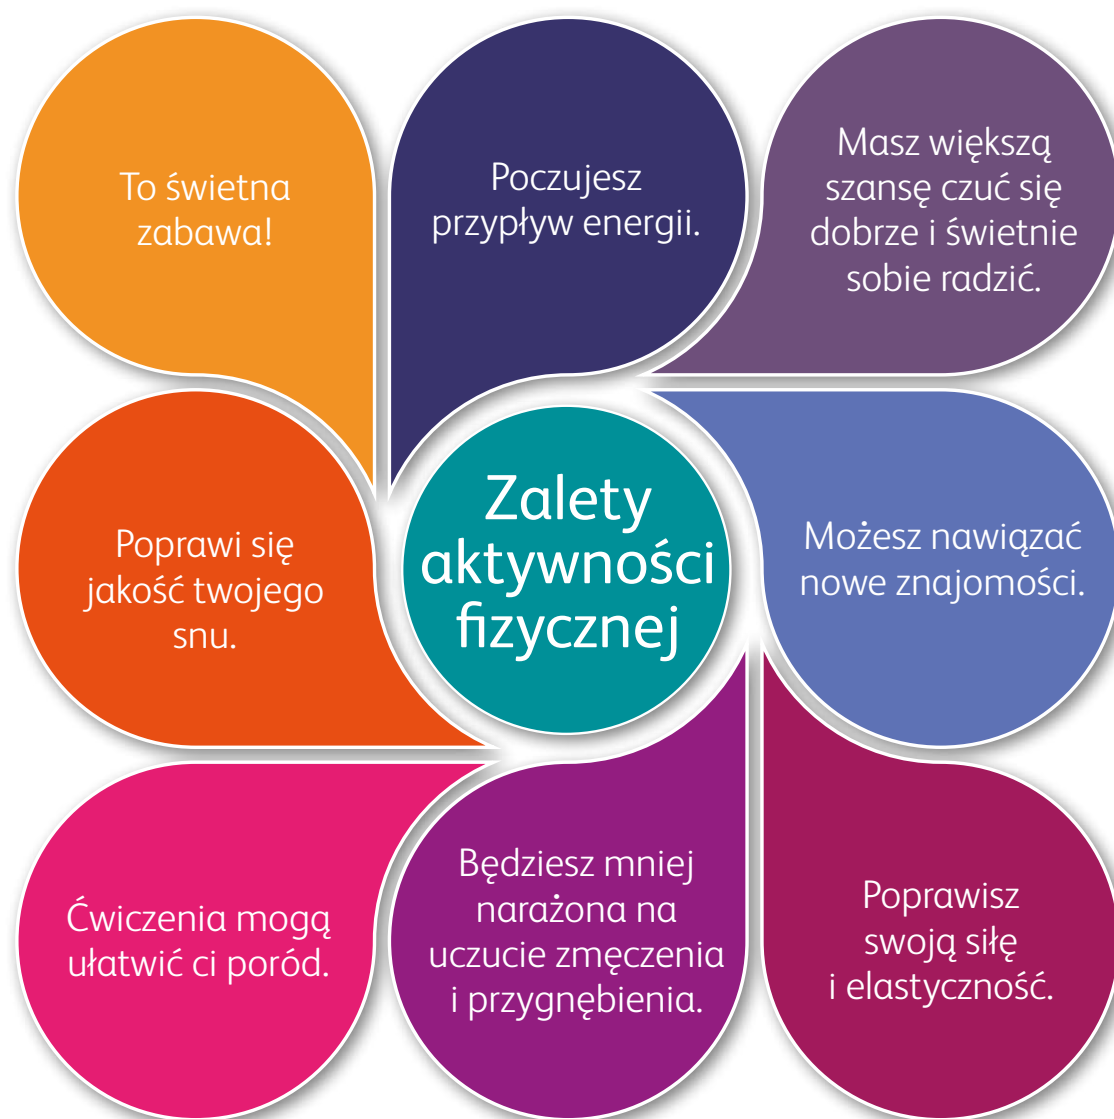 To świetna
zabawa!
Poczujesz
przypływ energii.
Masz większą
szansę czuć się
dobrze i świetnie
sobie radzić.
Poprawi się
jakość twojego
snu.
Zalety
aktywności
fizycznej
Możesz nawiązać
nowe znajomości.
Ćwiczenia mogą
ułatwić ci poród.
Będziesz mniej
narażona na
uczucie zmęczenia
i przygnębienia.
Poprawisz
swoją siłę
i elastyczność.